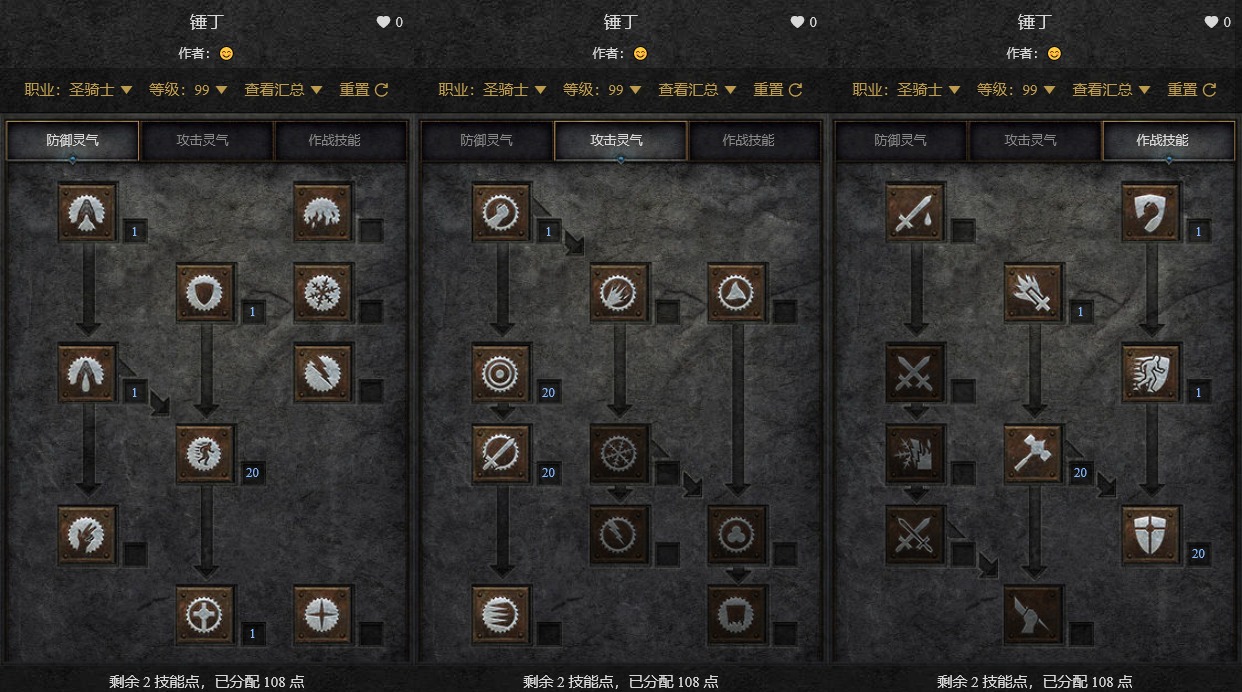 锤丁
0
作者：
职业：圣骑士 等级：99 查看汇总 重置
防御灵气 攻击灵气 作战技能
1
1
1
20
1
剩余 2 技能点，已分配 108 点
锤丁
0
作者：
职业：圣骑士 等级：99 查看汇总 重置
防御灵气 攻击灵气 作战技能
1
20
20
剩余 2 技能点，已分配 108 点
锤丁
0
作者：
职业：圣骑士 等级：99 查看汇总 重置
防御灵气 攻击灵气 作战技能
1
1
1
20
20
剩余 2 技能点，已分配 108 点